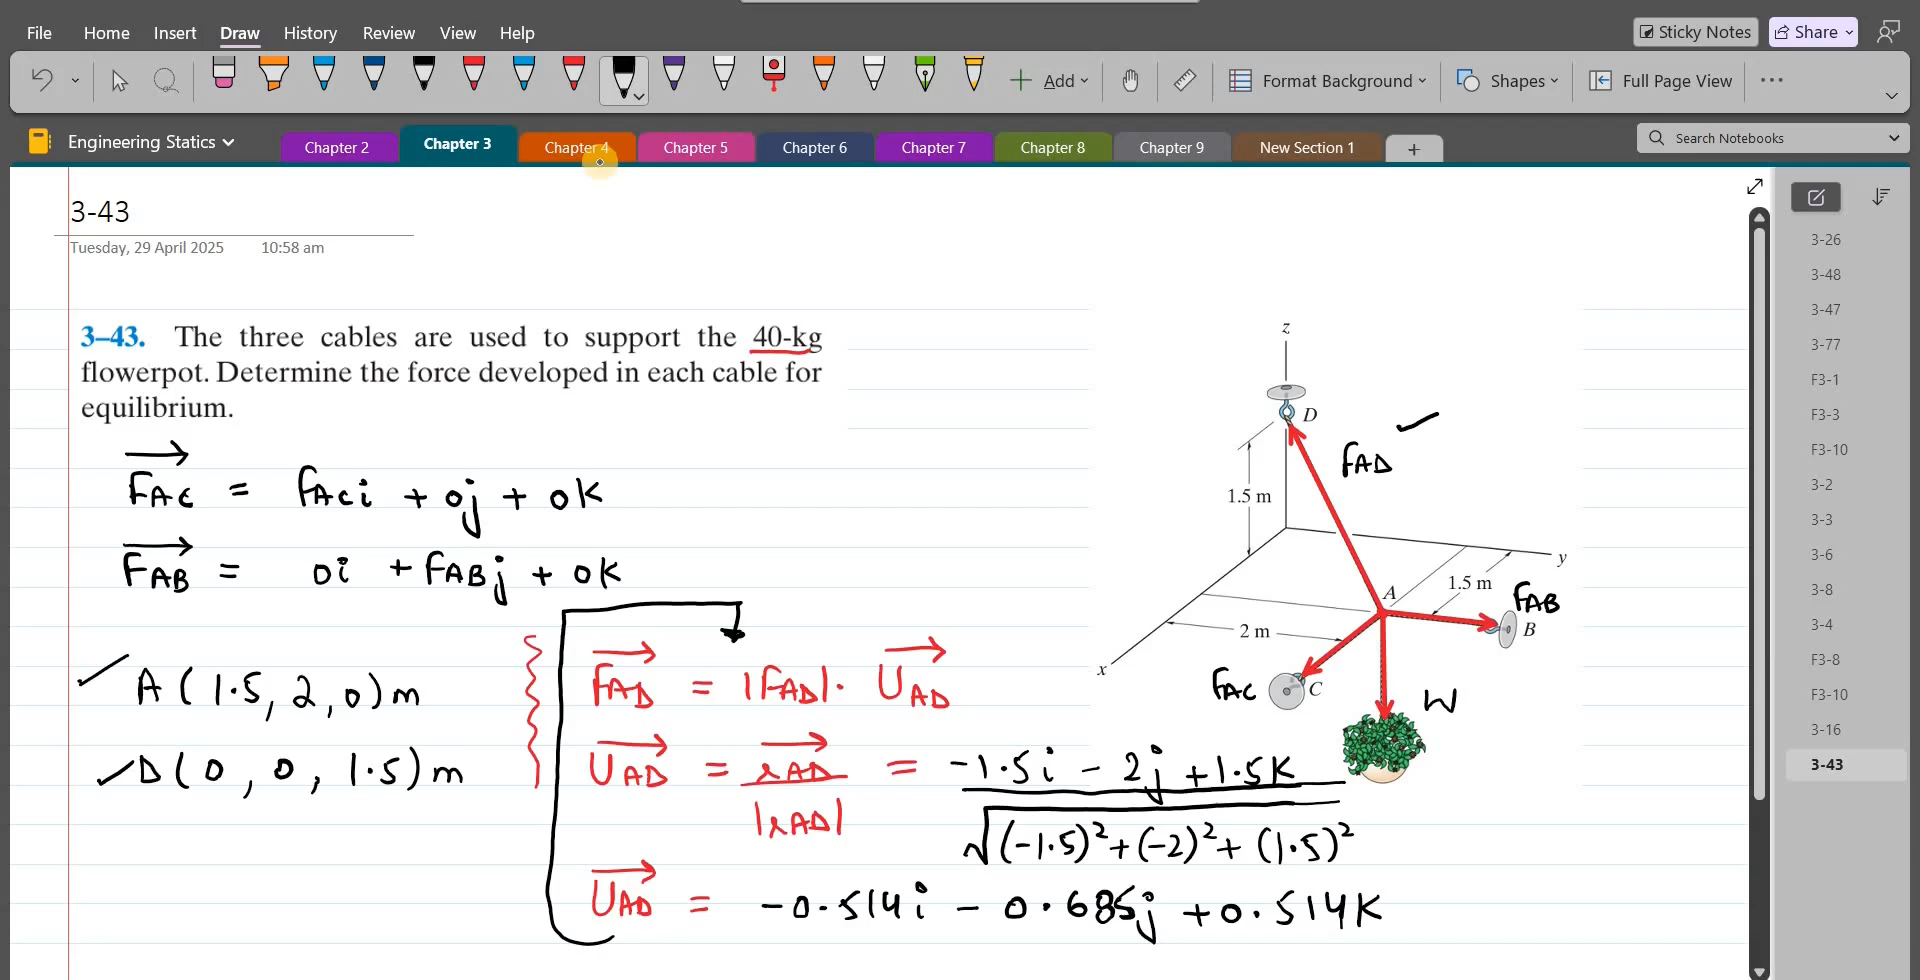 File Home Insert Draw History Review View Help
Sticky Notes Share
Add Format Background Shapes Full Page View
Engineering Statics
Chapter 2 Chapter 3 Chapter 4 Chapter 5 Chapter 6 Chapter 7 Chapter 8 Chapter 9 New Section 1 +
Search Notebooks
3-43
Tuesday, 29 April 2025 10:58 am
3–43. The three cables are used to support the 40-kg
flowerpot. Determine the force developed in each cable for
equilibrium.
FAC = FACi + 0j + 0K
FAB = 0i + FABj + 0K
A(1.5, 2, 0)m
D(0, 0, 1.5)m
FAD = |FAD|. UAD
UAD = rAD / |rAD| = -1.5i - 2j + 1.5K / √(-1.5)² + (-2)² + (1.5)²
UAD = -0.514i - 0.685j + 0.514K
z
D
FAD
1.5 m
y
1.5 m
A
FAB
B
2 m
x
FAC
C
W
3-26
3-48
3-47
3-77
F3-1
F3-3
F3-10
3-2
3-3
3-6
3-8
3-4
F3-8
F3-10
3-16
3-43